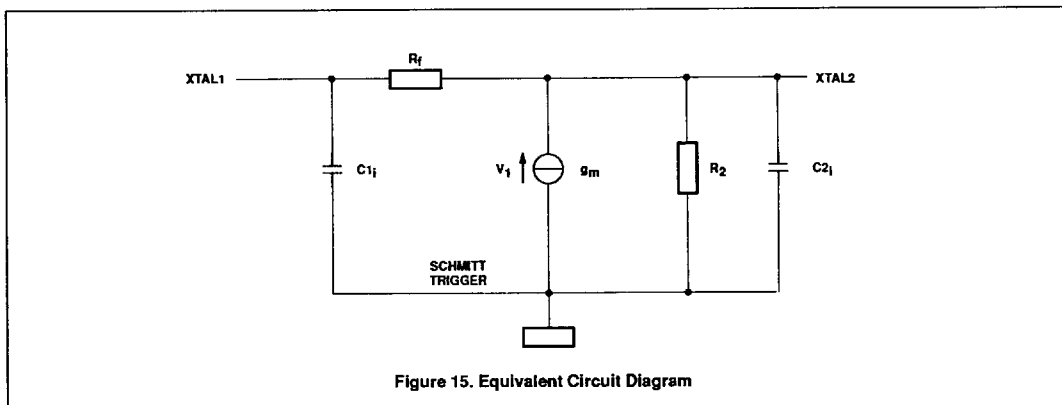 Rf
XTAL1
XTAL2
C1i
V1
gm
R2
C2i
SCHMITT
TRIGGER
Figure 15. Equivalent Circuit Diagram